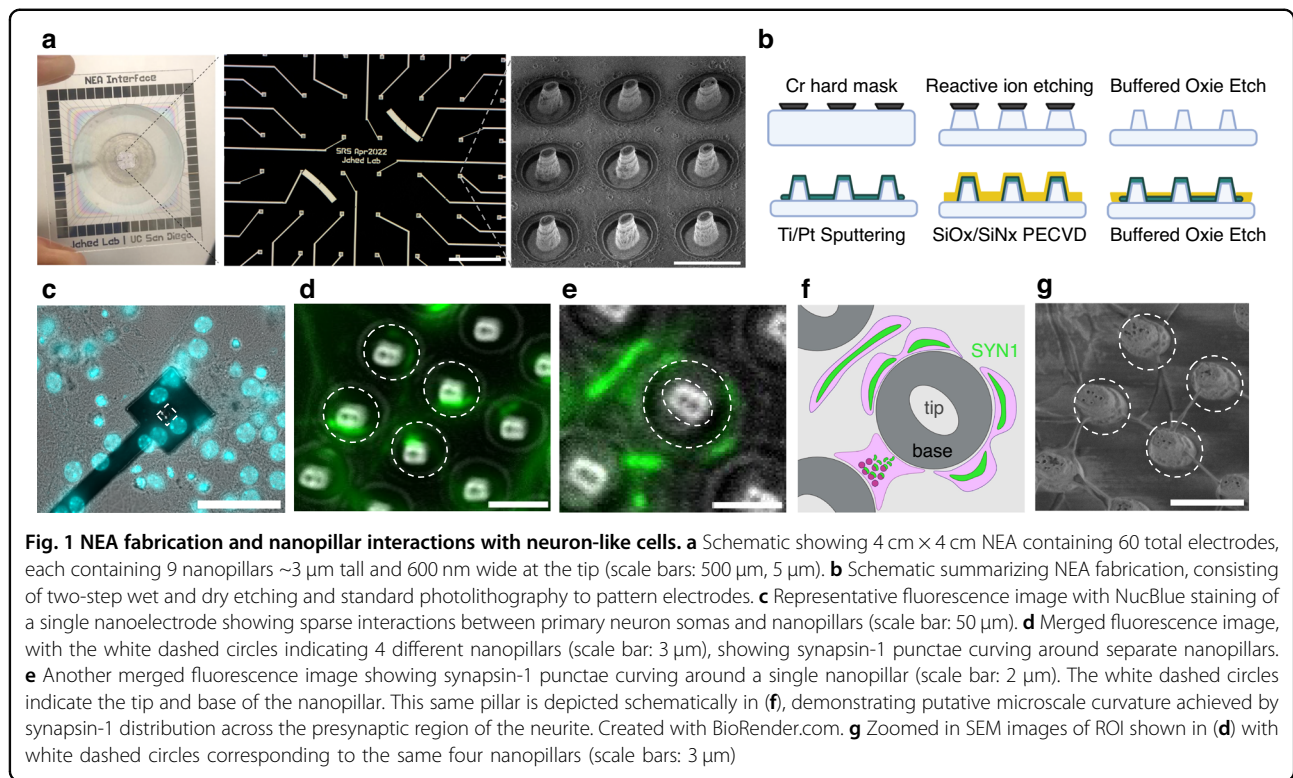 a
NEA Interface
Jahed Lab | UC San Diego
SRS Apr2022
Jahed Lab
b
Cr hard mask
Reactive ion etching
Buffered Oxie Etch
Ti/Pt Sputtering
SiOx/SiNx PECVD
Buffered Oxie Etch
c
d
e
f
SYN1
tip
base
g
Fig. 1 NEA fabrication and nanopillar interactions with neuron-like cells. a Schematic showing 4 cm × 4 cm NEA containing 60 total electrodes,
each containing 9 nanopillars ~3 μm tall and 600 nm wide at the tip (scale bars: 500 μm, 5 μm). b Schematic summarizing NEA fabrication, consisting
of two-step wet and dry etching and standard photolithography to pattern electrodes. c Representative fluorescence image with NucBlue staining of
a single nanoelectrode showing sparse interactions between primary neuron somas and nanopillars (scale bar: 50 μm). d Merged fluorescence image,
with the white dashed circles indicating 4 different nanopillars (scale bar: 3 μm), showing synapsin-1 punctae curving around separate nanopillars.
e Another merged fluorescence image showing synapsin-1 punctae curving around a single nanopillar (scale bar: 2 μm). The white dashed circles
indicate the tip and base of the nanopillar. This same pillar is depicted schematically in (f), demonstrating putative microscale curvature achieved by
synapsin-1 distribution across the presynaptic region of the neurite. Created with BioRender.com. g Zoomed in SEM images of ROI shown in (d) with
white dashed circles corresponding to the same four nanopillars (scale bars: 3 μm)